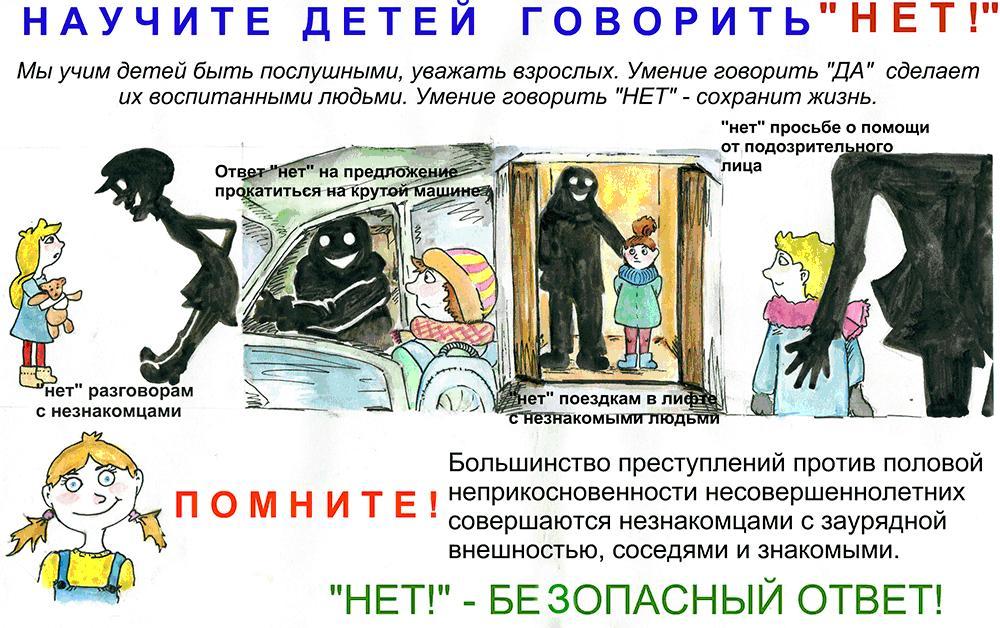 НАУЧИТЕ ДЕТЕЙ ГОВОРИТЬ "НЕТ!"
Мы учим детей быть послушными, уважать взрослых. Умение говорить "ДА" сделает
их воспитанными людьми. Умение говорить "НЕТ" - сохранит жизнь.
"нет" просьбе о помощи
от подозрительного
лица
Ответ "нет" на предложение
прокатиться на крутой машине
"нет" разговорам
с незнакомцами
"нет" поездкам в лифте
с незнакомыми людьми
ПОМНИТЕ!
Большинство преступлений против половой
неприкосновенности несовершеннолетних
совершаются незнакомцами с заурядной
внешностью, соседями и знакомыми.
"НЕТ!" - БЕЗОПАСНЫЙ ОТВЕТ!